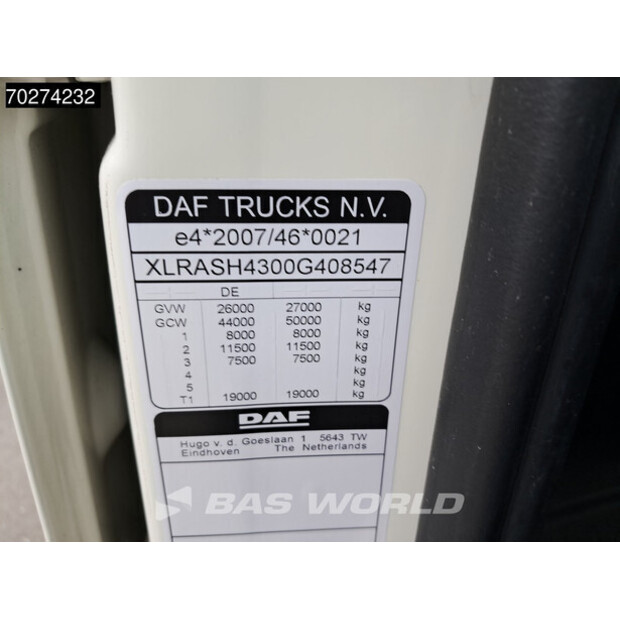 70274232
DAF TRUCKS N.V.
e4*2007/46*0021
XLRASH4300G408547
DE
GVW 26000 27000 kg
GCW 44000 50000 kg
1 8000 8000 kg
2 11500 11500 kg
3 7500 7500 kg
4 kg
5 kg
T1 19000 19000 kg
DAF
Hugo v. d. Goeslaan 1 5643 TW
Eindhoven The Netherlands
BAS WORLD